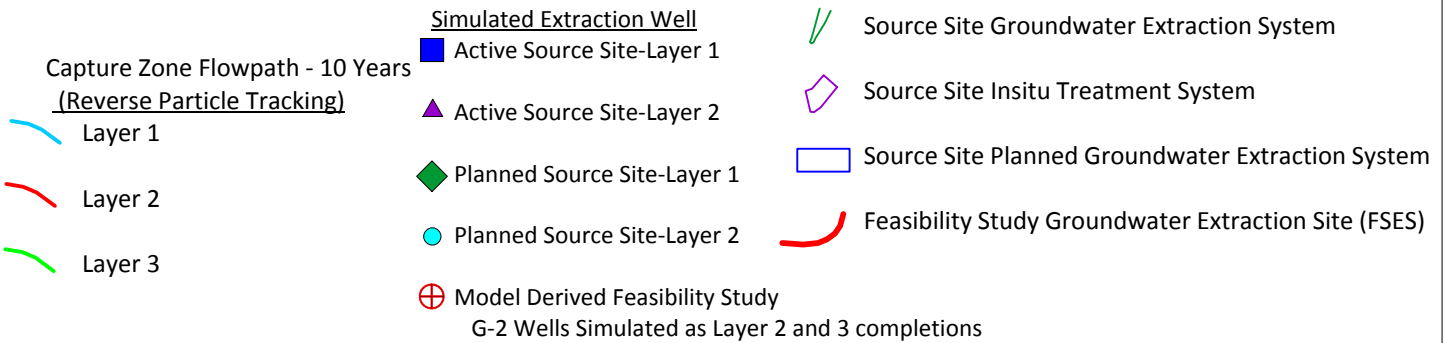 Capture Zone Flowpath - 10 Years
(Reverse Particle Tracking)
Layer 1
Layer 2
Layer 3
Simulated Extraction Well
Active Source Site-Layer 1
Active Source Site-Layer 2
Planned Source Site-Layer 1
Planned Source Site-Layer 2
Model Derived Feasibility Study
G-2 Wells Simulated as Layer 2 and 3 completions
Source Site Groundwater Extraction System
Source Site Insitu Treatment System
Source Site Planned Groundwater Extraction System
Feasibility Study Groundwater Extraction Site (FSES)